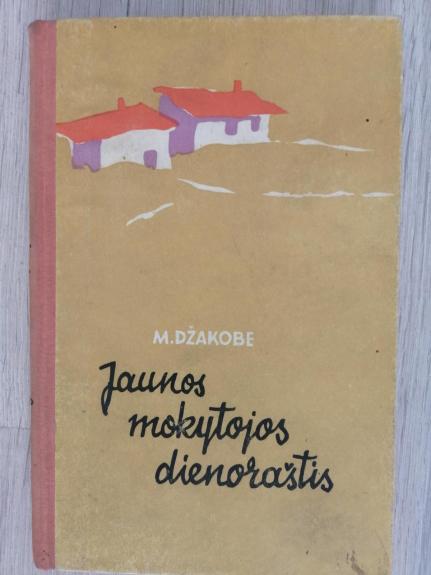 M. DŽAKOBE
Jaunos
mokytojos
dienoraštis